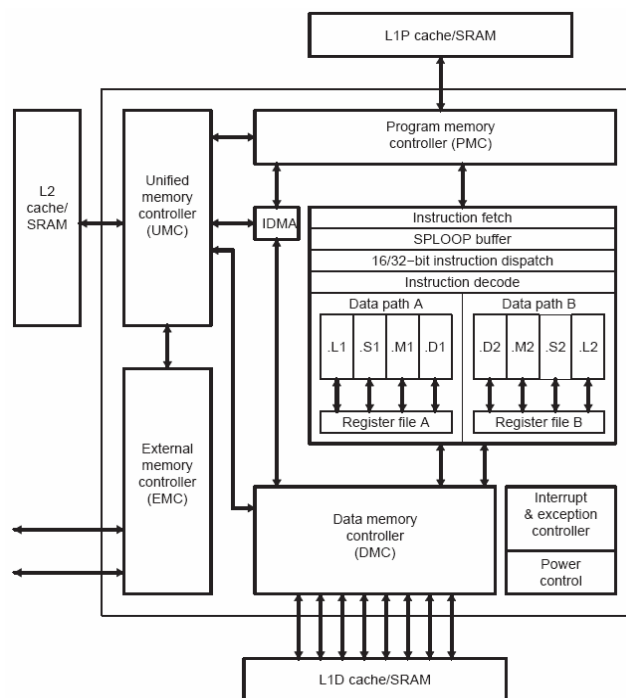 L1P cache/SRAM
Program memory
controller (PMC)
L2
cache/
SRAM
Unified
memory
controller
(UMC)
IDMA
Instruction fetch
SPLOOP buffer
16/32−bit instruction dispatch
Instruction decode
Data path A
Data path B
.L1 .S1 .M1 .D1
.D2 .M2 .S2 .L2
Register file A
Register file B
External
memory
controller
(EMC)
Data memory
controller
(DMC)
Interrupt
& exception
controller
Power
control
L1D cache/SRAM